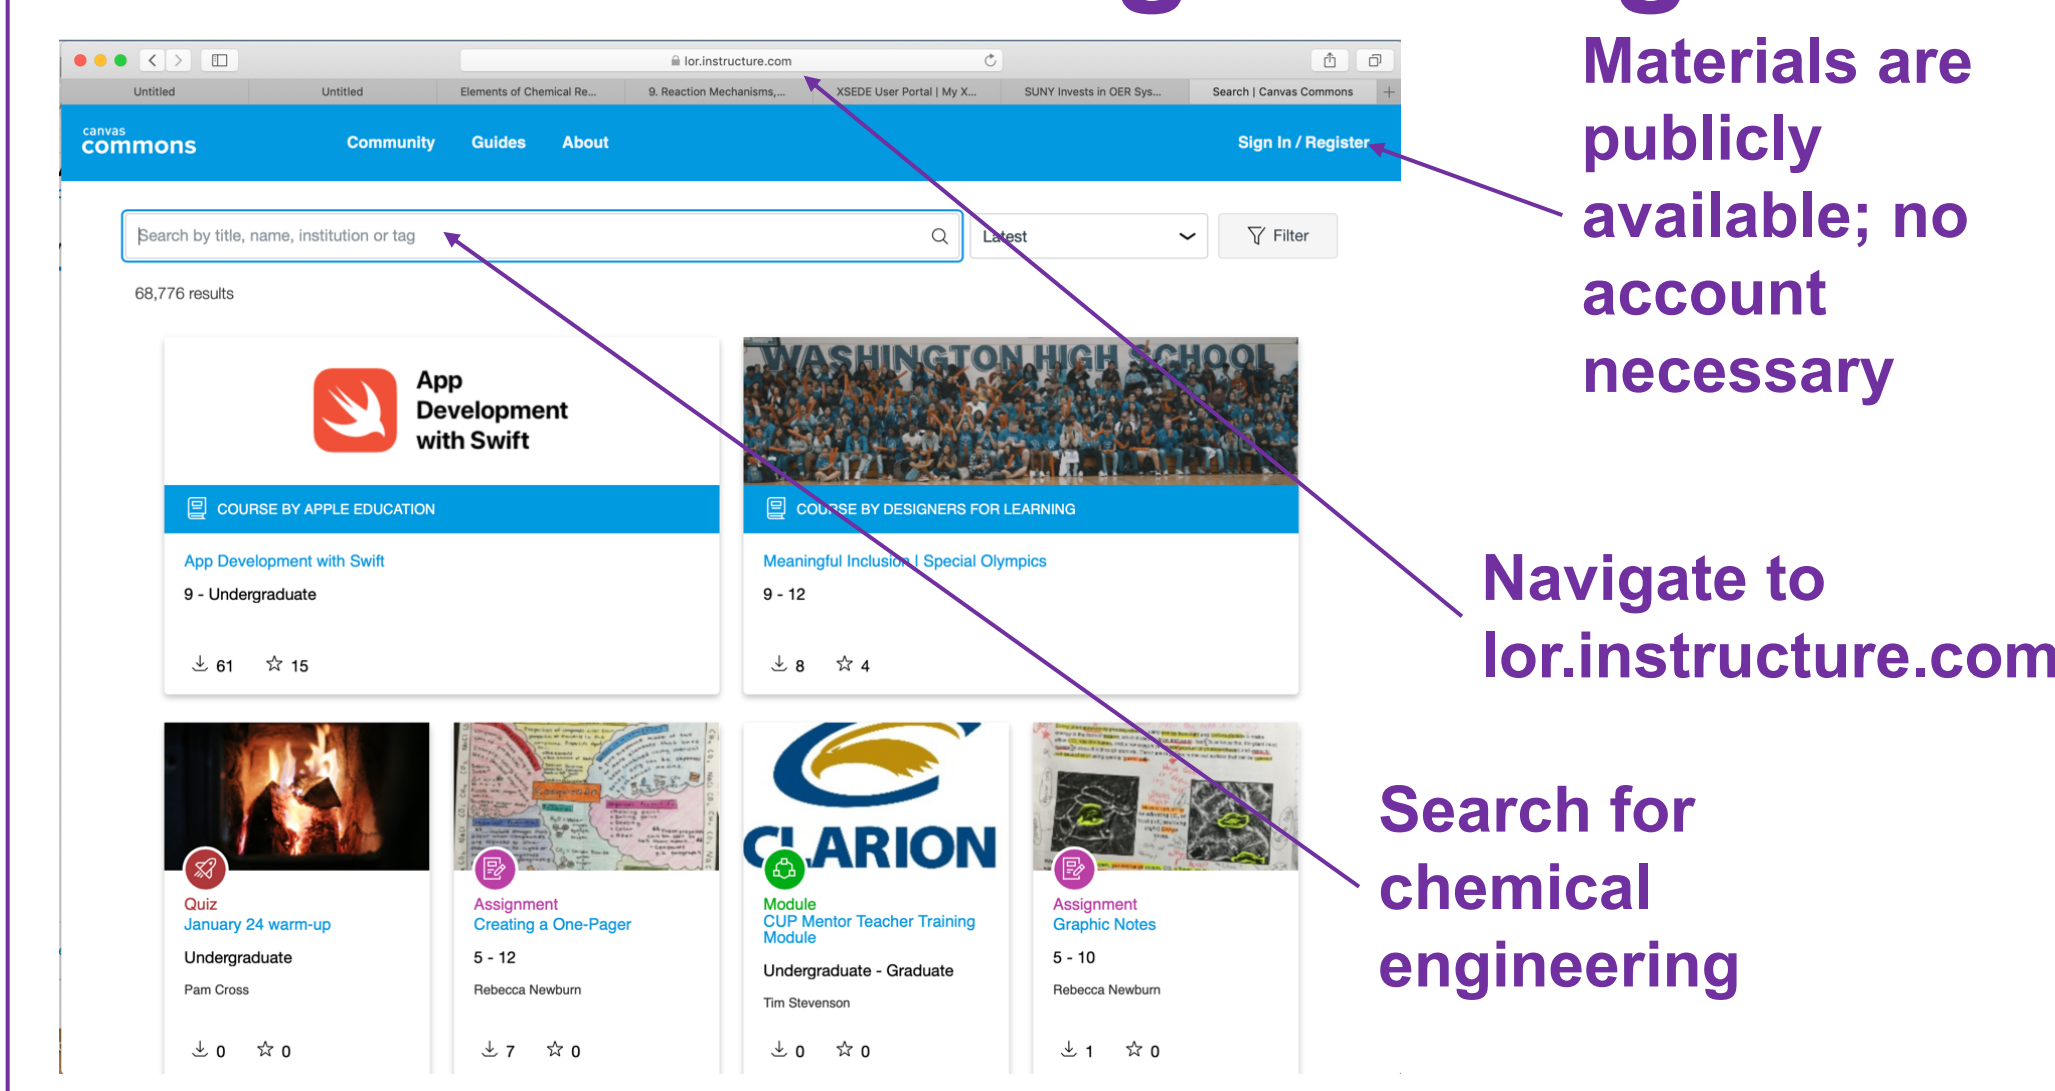 Materials are
publicly
available; no
account
necessary
lor.instructure.com
Untitled
Untitled
Elements of Chemical Re...
9. Reaction Mechanisms,...
XSEDE User Portal | My X...
SUNY Invests in OER Sys...
Search | Canvas Commons
canvas
commons
Community
Guides
About
Sign In / Register
Search by title, name, institution or tag
Latest
Filter
68,776 results
App
Development
with Swift
WASHINGTON HIGH SCHOOL
COURSE BY APPLE EDUCATION
COURSE BY DESIGNERS FOR LEARNING
App Development with Swift
9 - Undergraduate
61
15
Meaningful Inclusion | Special Olympics
9 - 12
8
4
Navigate to
lor.instructure.com
Search for
chemical
engineering
Quiz
January 24 warm-up
Undergraduate
Pam Cross
0
0
Assignment
Creating a One-Pager
5 - 12
Rebecca Newburn
7
0
CLARION
Module
CUP Mentor Teacher Training
Module
Undergraduate - Graduate
Tim Stevenson
0
0
Assignment
Graphic Notes
5 - 10
Rebecca Newburn
1
0